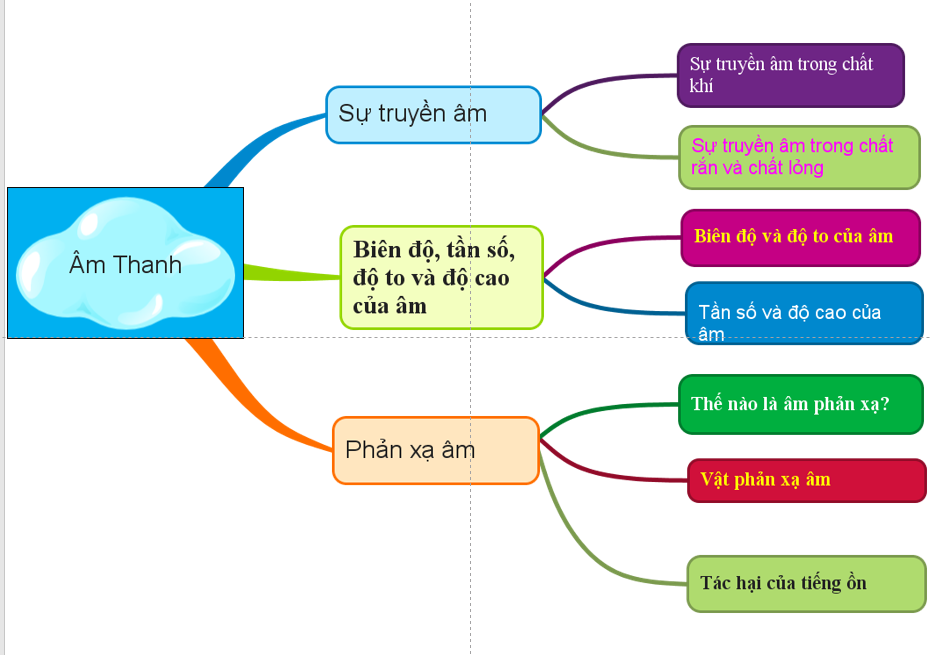 Âm Thanh
Sự truyền âm
Sự truyền âm trong chất
khí
Sự truyền âm trong chất
rắn và chất lỏng
Biên độ, tần số,
độ to và độ cao
của âm
Biên độ và độ to của âm
Tần số và độ cao của
âm
Phản xạ âm
Thế nào là âm phản xạ?
Vật phản xạ âm
Tác hại của tiếng ồn